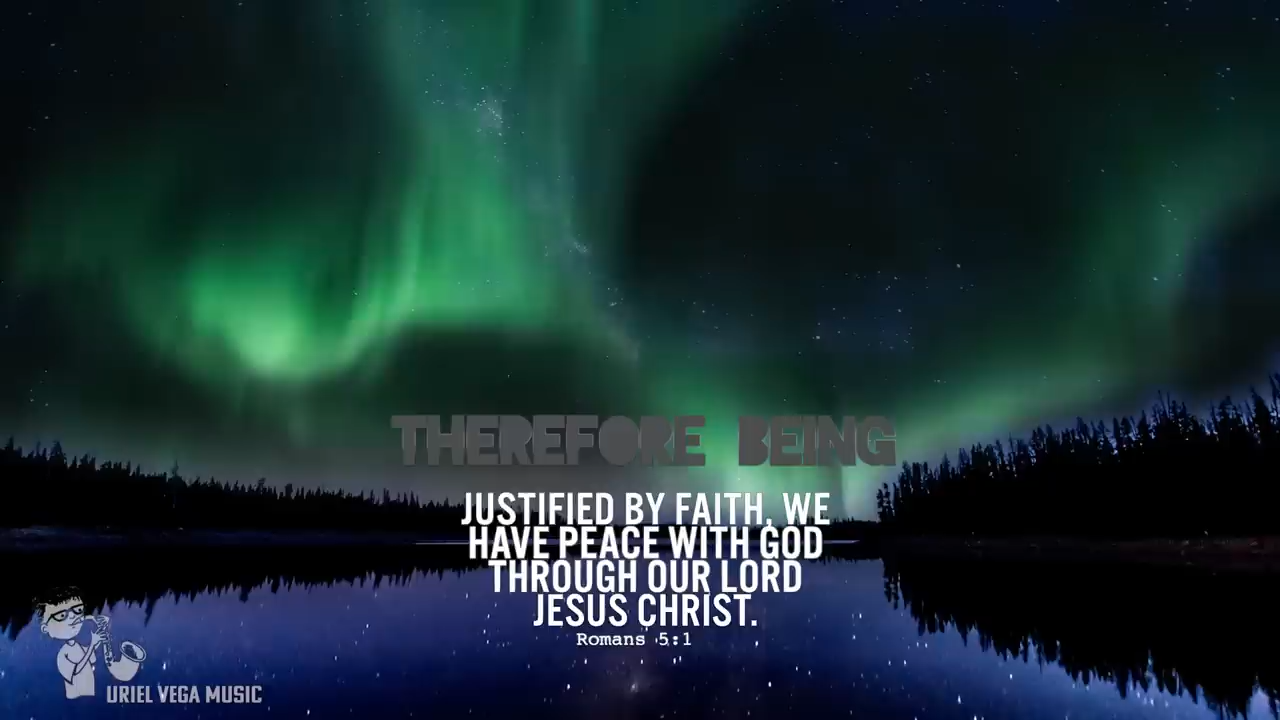 THEREFORE BEING
JUSTIFIED BY FAITH, WE
HAVE PEACE WITH GOD
THROUGH OUR LORD
JESUS CHRIST.
Romans 5:1
URIEL VEGA MUSIC